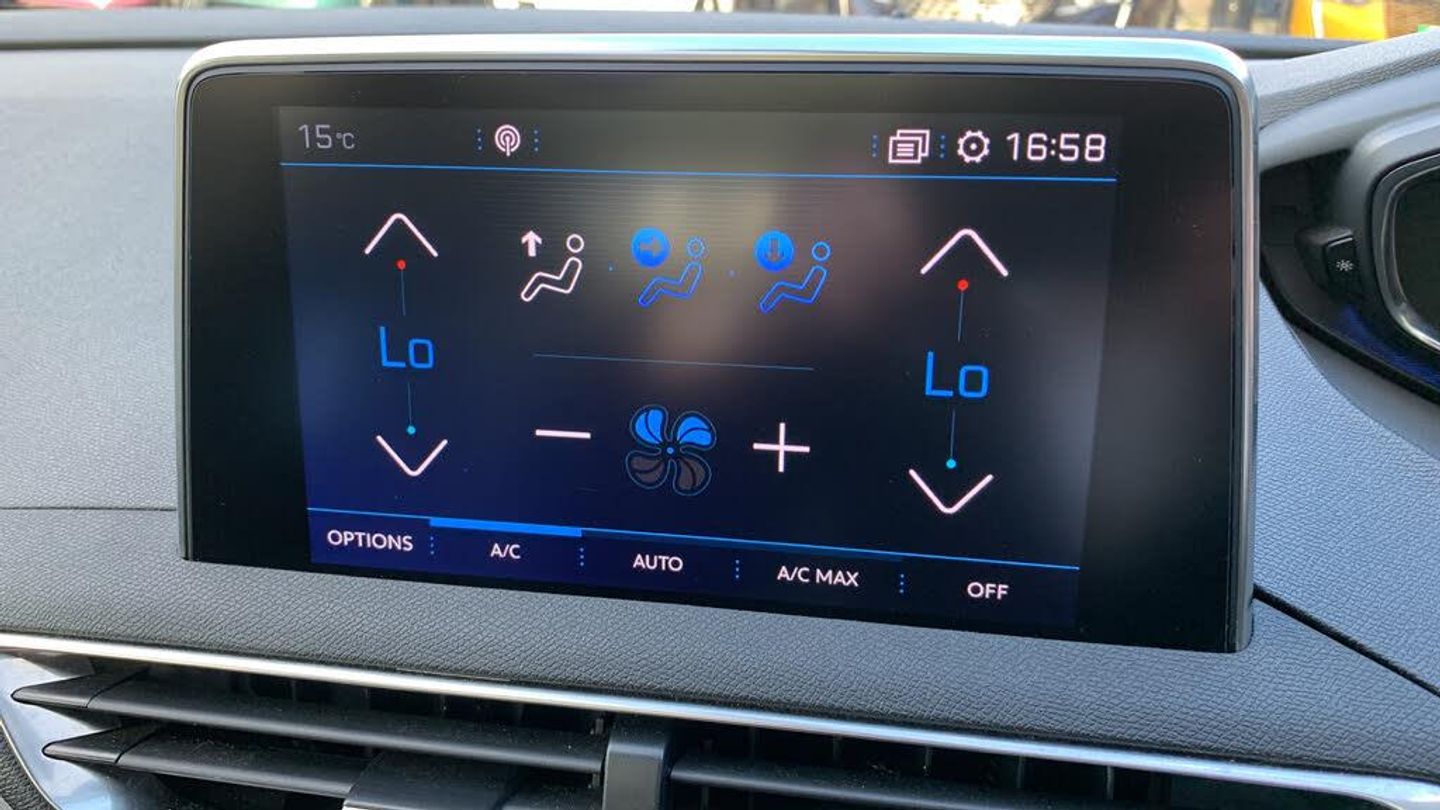 15°C 16:58
Lo Lo
OPTIONS A/C AUTO A/C MAX OFF